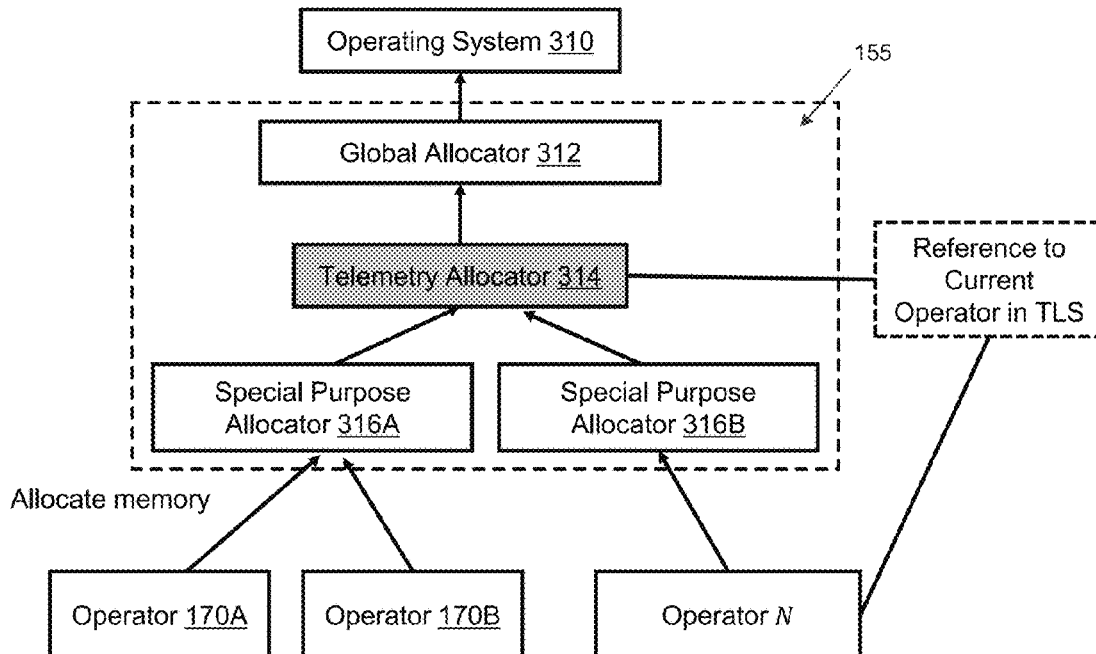 Operating System 310
155
Global Allocator 312
Telemetry Allocator 314
Reference to
Current
Operator in TLS
Special Purpose
Allocator 316A
Special Purpose
Allocator 316B
Allocate memory
Operator 170A
Operator 170B
Operator N